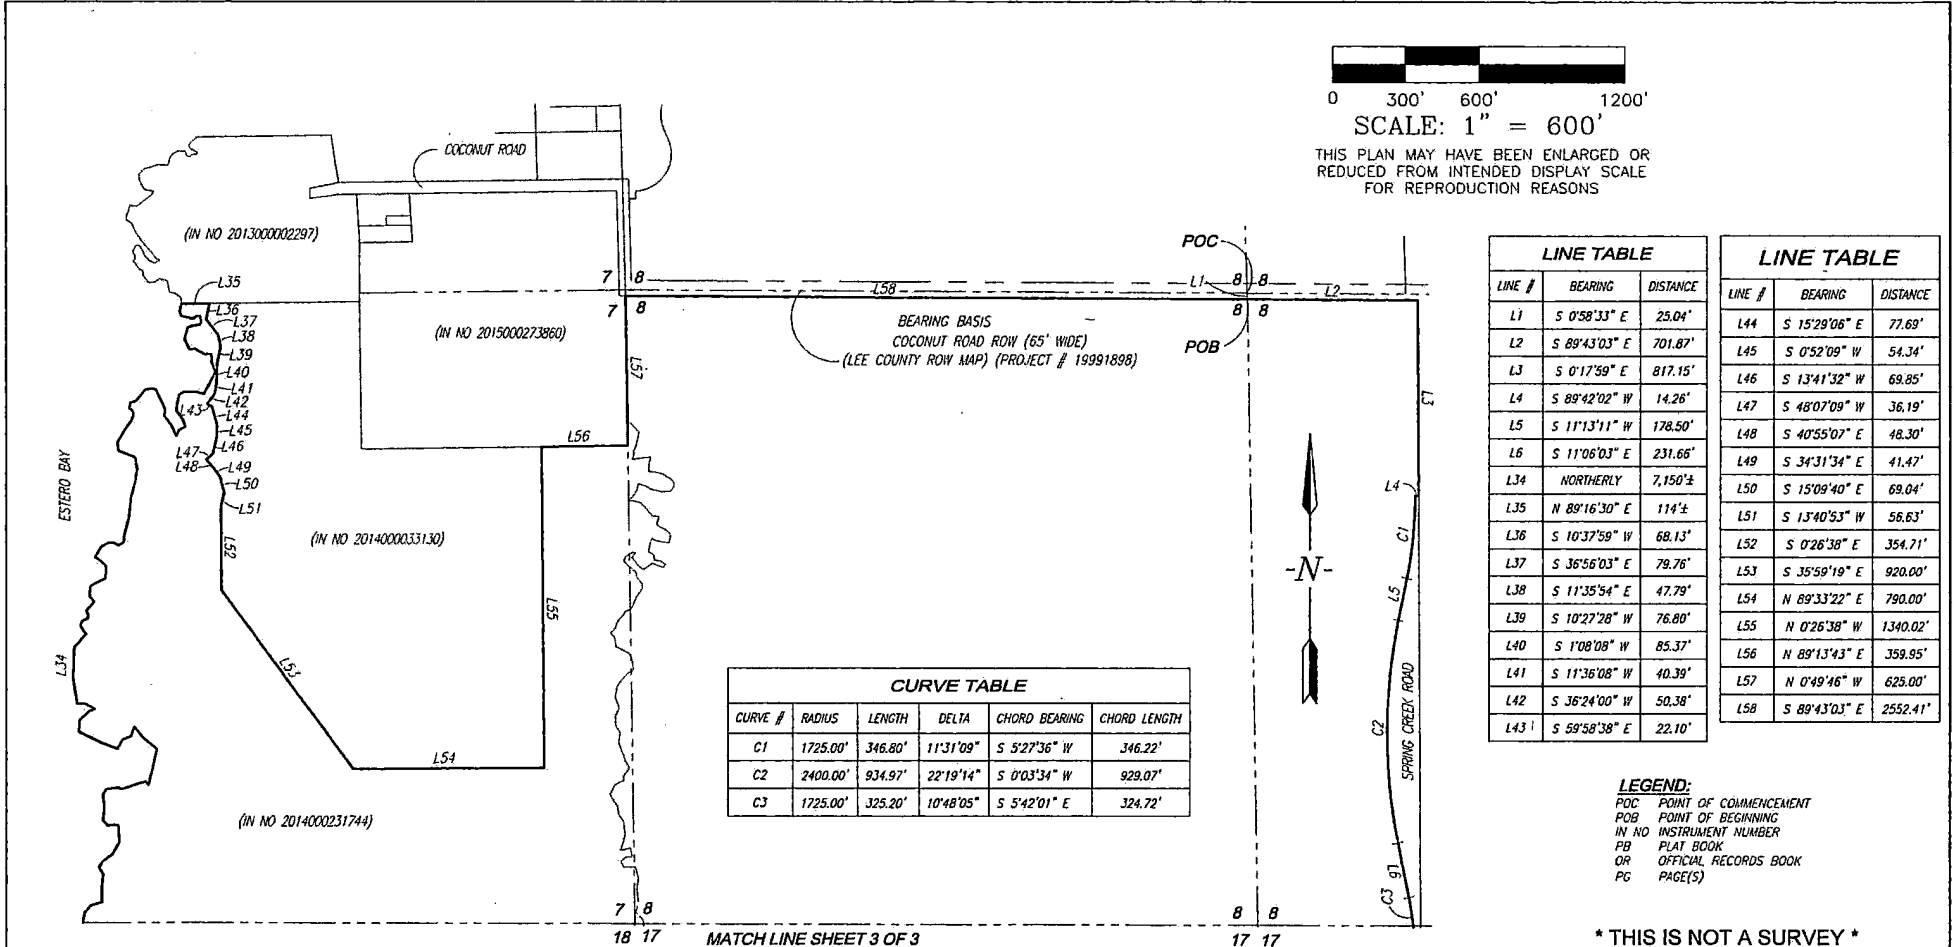 0 300' 600' 1200'
SCALE: 1" = 600'
THIS PLAN MAY HAVE BEEN ENLARGED OR
REDUCED FROM INTENDED DISPLAY SCALE
FOR REPRODUCTION REASONS
COCONUT ROAD
(IN NO 2013000002297)
POC
L35
7 8
L58
L1
8 8
L2
7 8
8 8
L36
L37
L38
L39
L40
L41
L42
L43
L44
L45
L46
L47
L48
L49
L50
L51
(IN NO 2015000273860)
BEARING BASIS
COCONUT ROAD ROW (65' WIDE)
(LEE COUNTY ROW MAP) (PROJECT # 19991898)
POB
L57
L3
L56
L4
ESTERO BAY
L52
(IN NO 2014000033130)
C1
-N-
L5
L55
L34
L53
L54
C2
SPRING CREEK ROAD
(IN NO 2014000231744)
L6
C3
LINE TABLE
LINE # BEARING DISTANCE
L1 S 0°58'33" E 25.04'
L2 S 89°43'03" E 701.87'
L3 S 0°17'59" E 817.15'
L4 S 89°42'02" W 14.26'
L5 S 11°13'11" W 178.50'
L6 S 11°06'03" E 231.66'
L34 NORTHERLY 7,150'±
L35 N 89°16'30" E 114'±
L36 S 10°37'59" W 68.13'
L37 S 36°56'03" E 79.76'
L38 S 11°35'54" E 47.79'
L39 S 10°27'28" W 76.80'
L40 S 1°08'08" W 85.37'
L41 S 11°36'08" W 40.39'
L42 S 36°24'00" W 50.38'
L43 S 59°58'38" E 22.10'
LINE TABLE
LINE # BEARING DISTANCE
L44 S 15°29'06" E 77.69'
L45 S 0°52'09" W 54.34'
L46 S 13°41'32" W 69.85'
L47 S 48°07'09" W 36.19'
L48 S 40°55'07" E 48.30'
L49 S 34°31'34" E 41.47'
L50 S 15°09'40" E 69.04'
L51 S 13°40'53" W 56.63'
L52 S 0°26'38" E 354.71'
L53 S 35°59'19" E 920.00'
L54 N 89°33'22" E 790.00'
L55 N 0°26'38" W 1340.02'
L56 N 89°13'43" E 359.95'
L57 N 0°49'46" W 625.00'
L58 S 89°43'03" E 2552.41'
CURVE TABLE
CURVE # RADIUS LENGTH DELTA CHORD BEARING CHORD LENGTH
C1 1725.00' 346.80' 11°31'09" S 5°27'36" W 346.22'
C2 2400.00' 934.97' 22°19'14" S 0°03'34" W 929.07'
C3 1725.00' 325.20' 10°48'05" S 5°42'01" E 324.72'
LEGEND:
POC POINT OF COMMENCEMENT
POB POINT OF BEGINNING
IN NO INSTRUMENT NUMBER
PB PLAT BOOK
OR OFFICIAL RECORDS BOOK
PG PAGE(S)
7 8
8 8
18 17
MATCH LINE SHEET 3 OF 3
17 17
* THIS IS NOT A SURVEY *